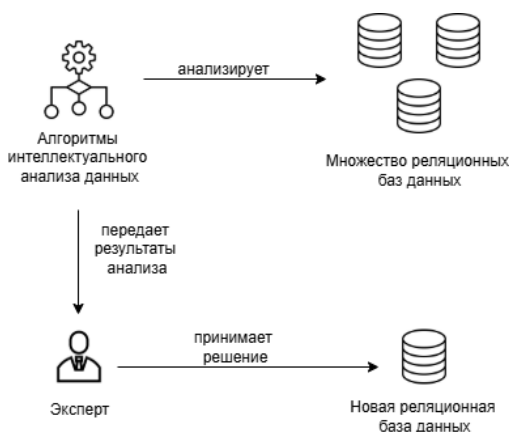 анализирует
Алгоритмы
интеллектуального
анализа данных
Множество реляционных
баз данных
передает
результаты
анализа
принимает
решение
Эксперт
Новая реляционная
база данных